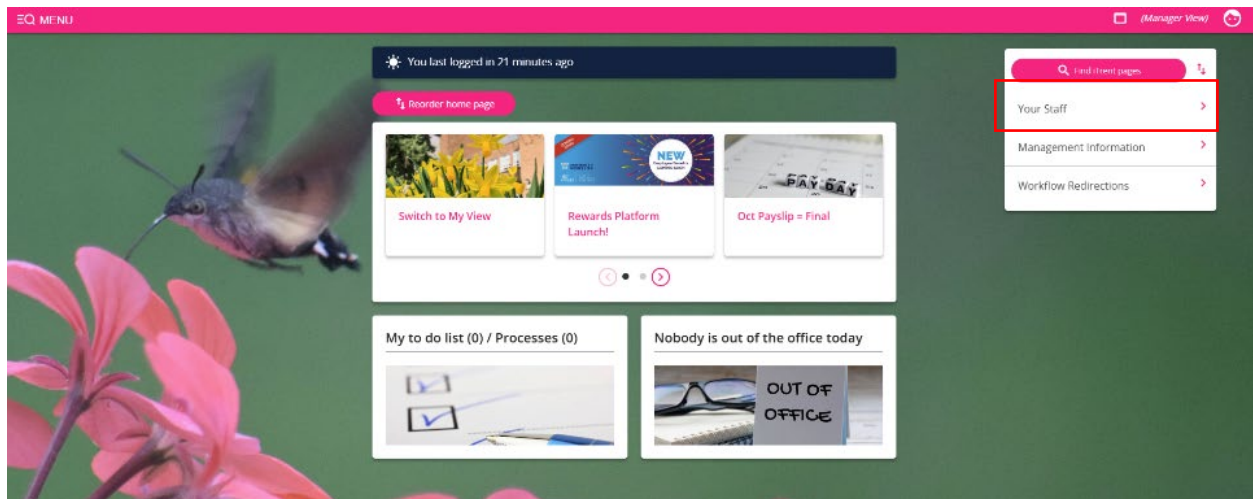 MENU
(Manager View)
You last logged in 21 minutes ago
Find iTrent pages
Reorder home page
Your Staff
Management Information
Workflow Redirections
NEW
PAY DAY
Switch to My View
Rewards Platform
Launch!
Oct Payslip = Final
My to do list (0) / Processes (0)
Nobody is out of the office today
OUT OF
OFFICE